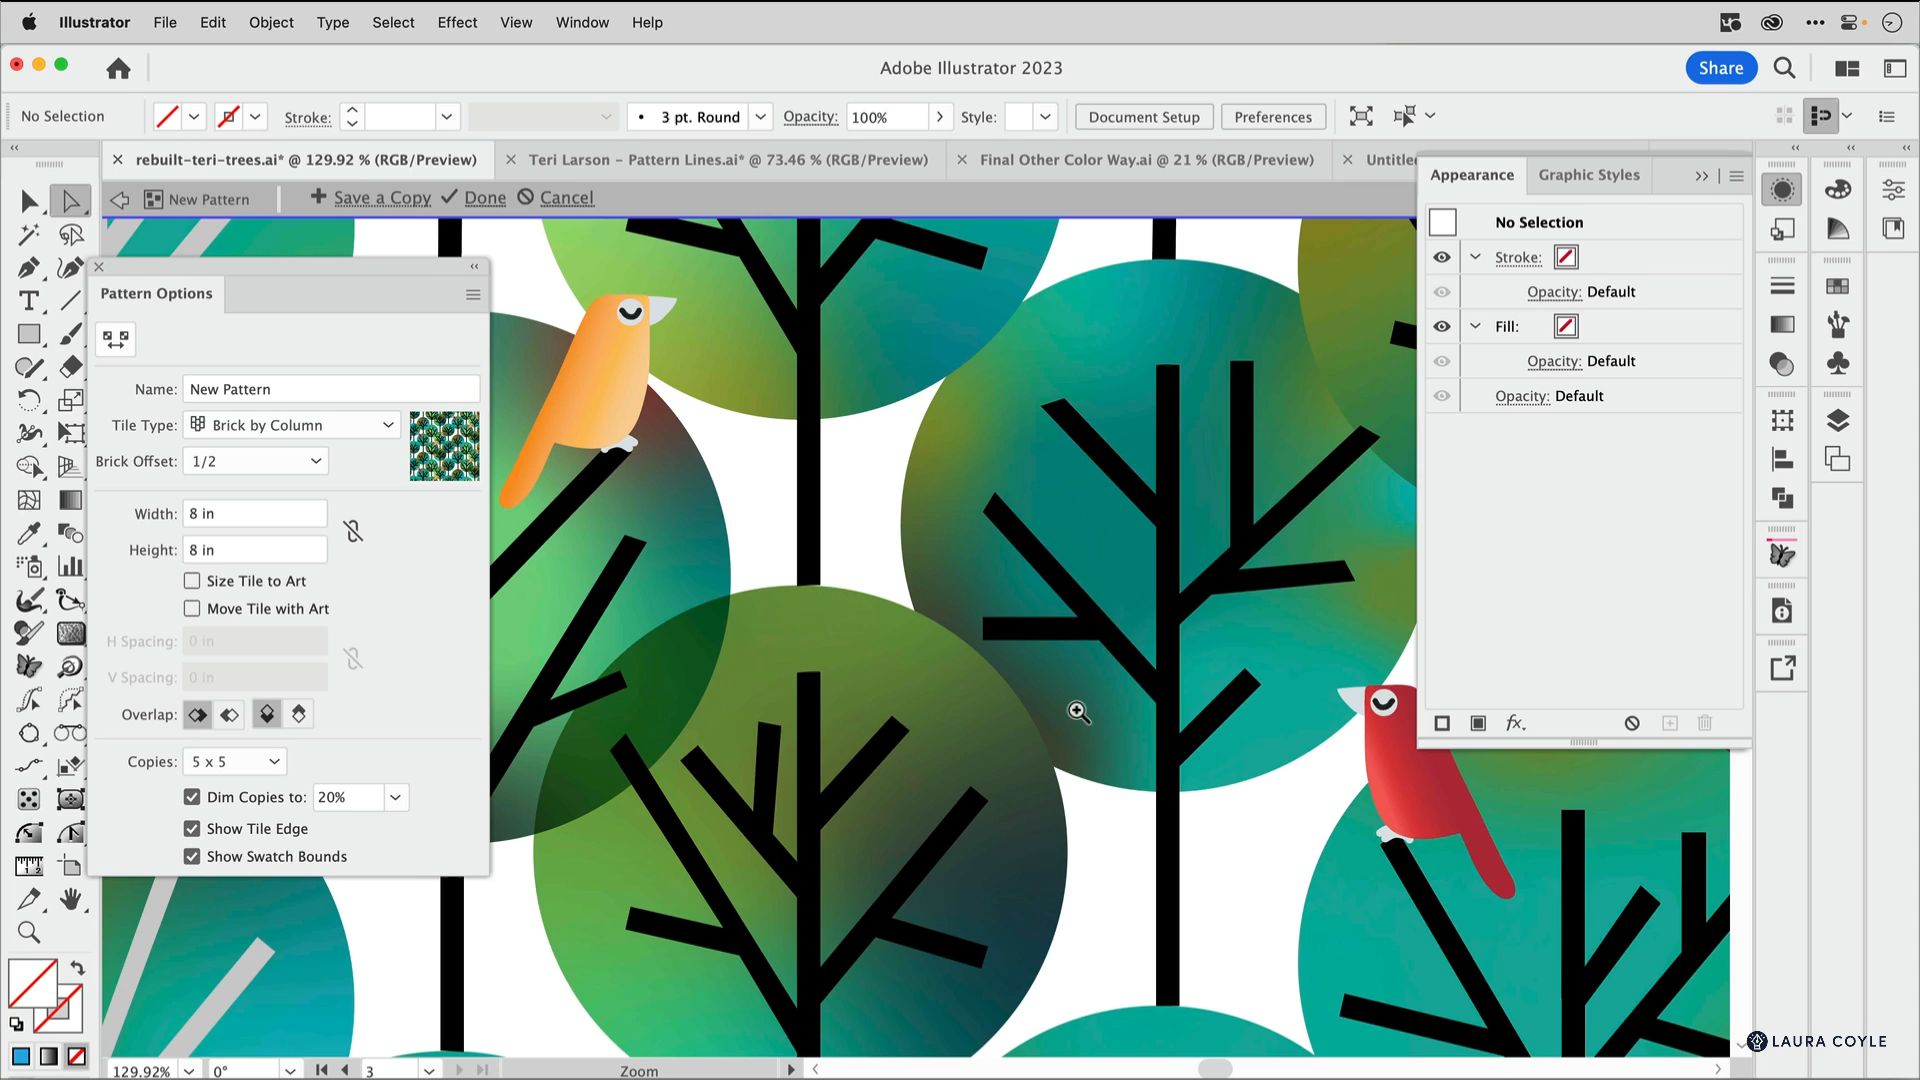 Illustrator File Edit Object Type Select Effect View Window Help
Adobe Illustrator 2023
Share
No Selection
Stroke:
3 pt. Round
Opacity: 100%
Style:
Document Setup
Preferences
rebuilt-teri-trees.ai* @ 129.92 % (RGB/Preview)
Teri Larson - Pattern Lines.ai* @ 73.46 % (RGB/Preview)
Final Other Color Way.ai @ 21 % (RGB/Preview)
New Pattern
Save a Copy
Done
Cancel
Pattern Options
Name: New Pattern
Tile Type: Brick by Column
Brick Offset: 1/2
Width: 8 in
Height: 8 in
Size Tile to Art
Move Tile with Art
H Spacing: 0 in
V Spacing: 0 in
Overlap:
Copies: 5 x 5
Dim Copies to: 20%
Show Tile Edge
Show Swatch Bounds
Appearance
Graphic Styles
No Selection
Stroke:
Opacity: Default
Fill:
Opacity: Default
Opacity: Default
fx
129.92%
0°
3
Zoom
LAURA COYLE